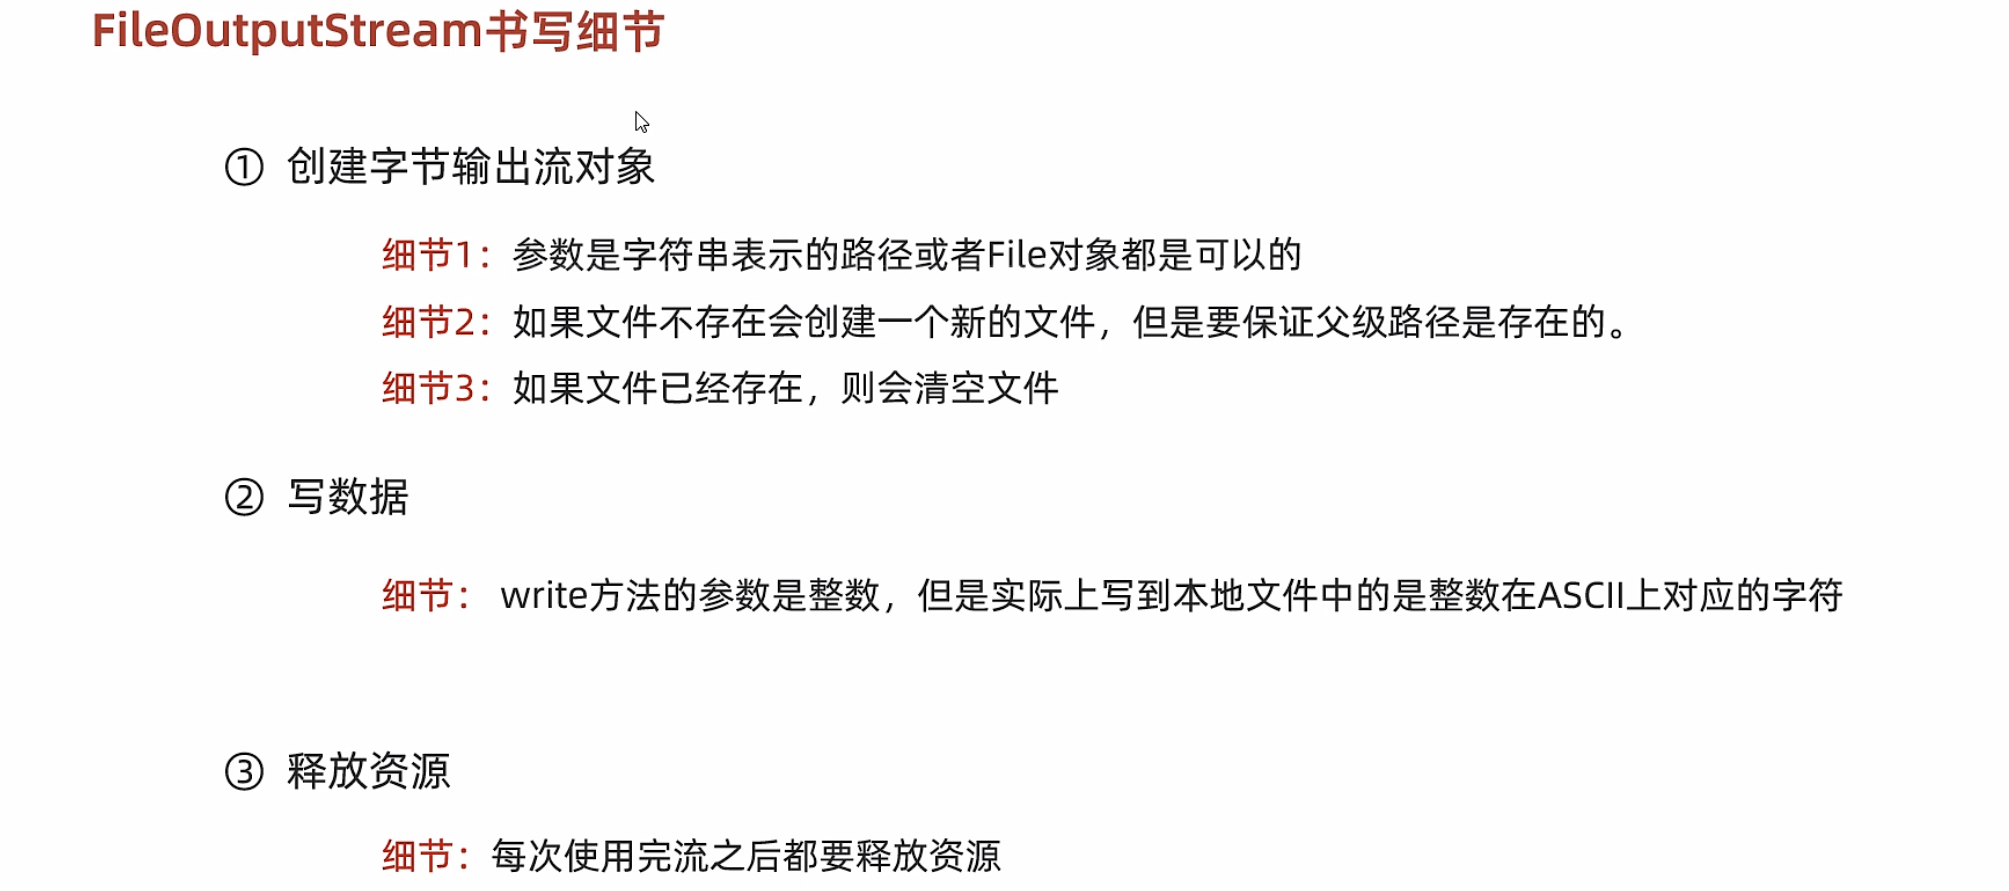 FileOutputStream书写细节
① 创建字节输出流对象
细节1：参数是字符串表示的路径或者File对象都是可以的
细节2：如果文件不存在会创建一个新的文件，但是要保证父级路径是存在的。
细节3：如果文件已经存在，则会清空文件
② 写数据
细节： write方法的参数是整数，但是实际上写到本地文件中的是整数在ASCII上对应的字符
③ 释放资源
细节：每次使用完流之后都要释放资源